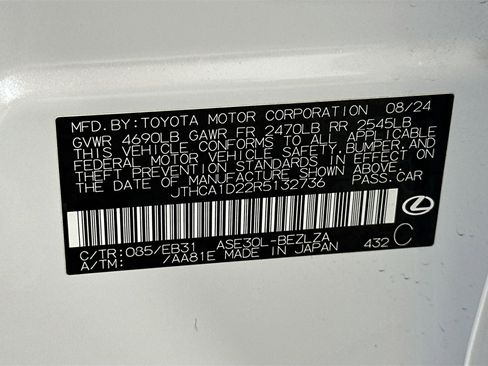 MFD.BY:TOYOTA MOTOR CORPORATION 08/24
GVWR 4690LB GAWR FR 2470LB RR 2545LB
THIS VEHICLE CONFORMS TO ALL APPLICABLE
FEDERAL MOTOR VEHICLE SAFETY,BUMPER,AND
THEFT PREVENTION STANDARDS IN EFFECT ON
THE DATE OF MANUFACTURE SHOWN ABOVE.
JTHCA1D22R5132736 PASS.CAR
C/TR:085/EB31 ASE30L-BEZLZA
A/TM: /AA81E MADE IN JAPAN 432 C